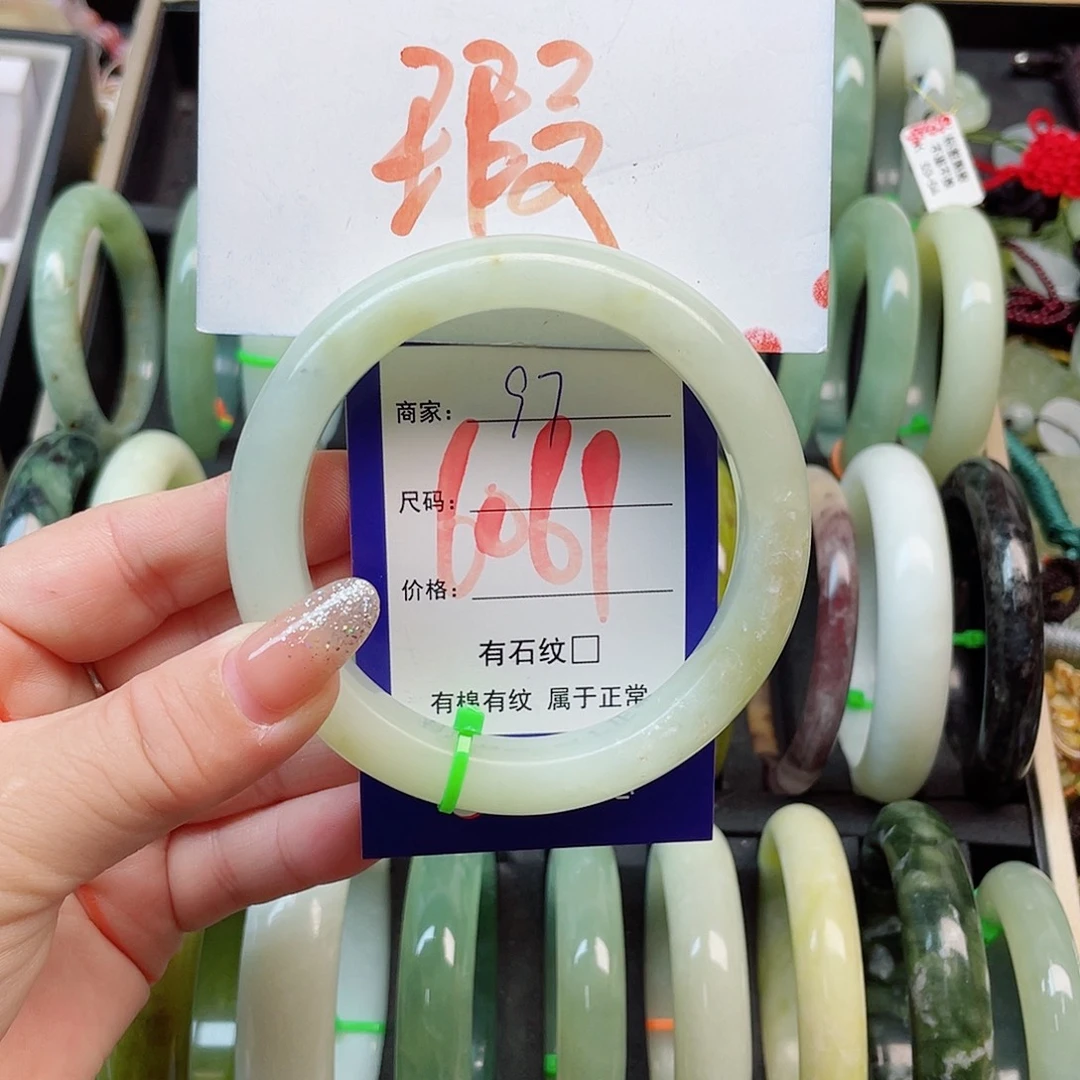 瑕
商家： 97
6061
尺码：
价格：
有石纹□
有棉有纹 属于正常